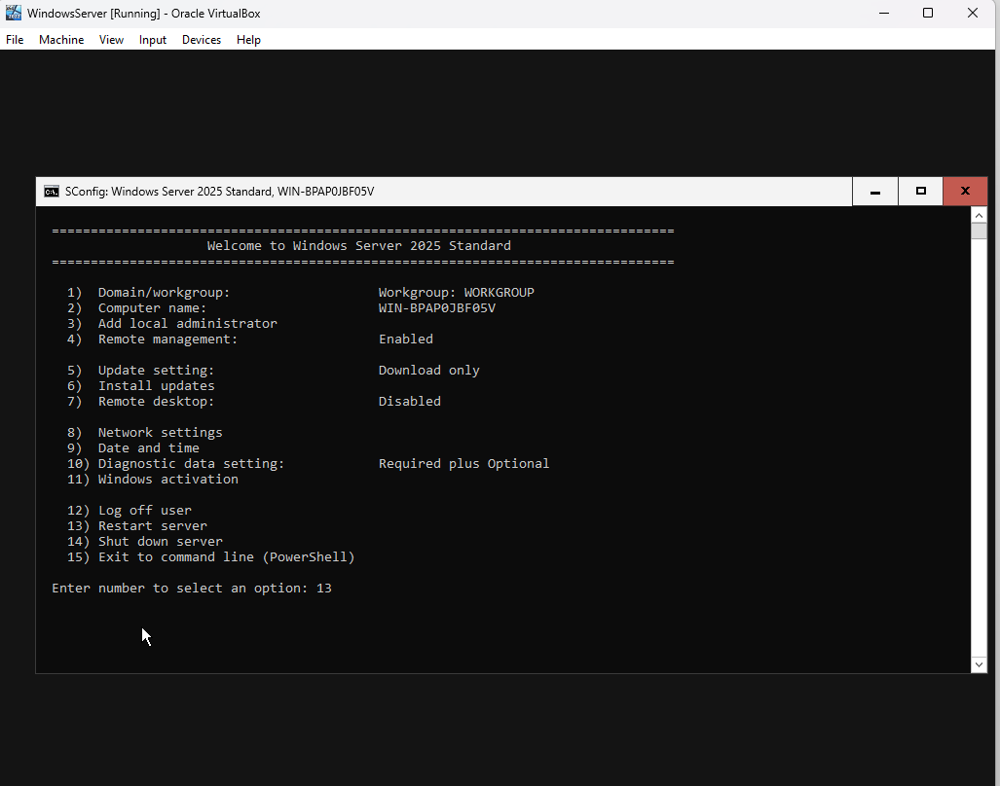 WindowsServer [Running] - Oracle VirtualBox
File Machine View Input Devices Help
SConfig: Windows Server 2025 Standard, WIN-BPAP0JBF05V
================================================================================
Welcome to Windows Server 2025 Standard
================================================================================
1) Domain/workgroup: Workgroup: WORKGROUP
2) Computer name: WIN-BPAP0JBF05V
3) Add local administrator
4) Remote management: Enabled
5) Update setting: Download only
6) Install updates
7) Remote desktop: Disabled
8) Network settings
9) Date and time
10) Diagnostic data setting: Required plus Optional
11) Windows activation
12) Log off user
13) Restart server
14) Shut down server
15) Exit to command line (PowerShell)
Enter number to select an option: 13